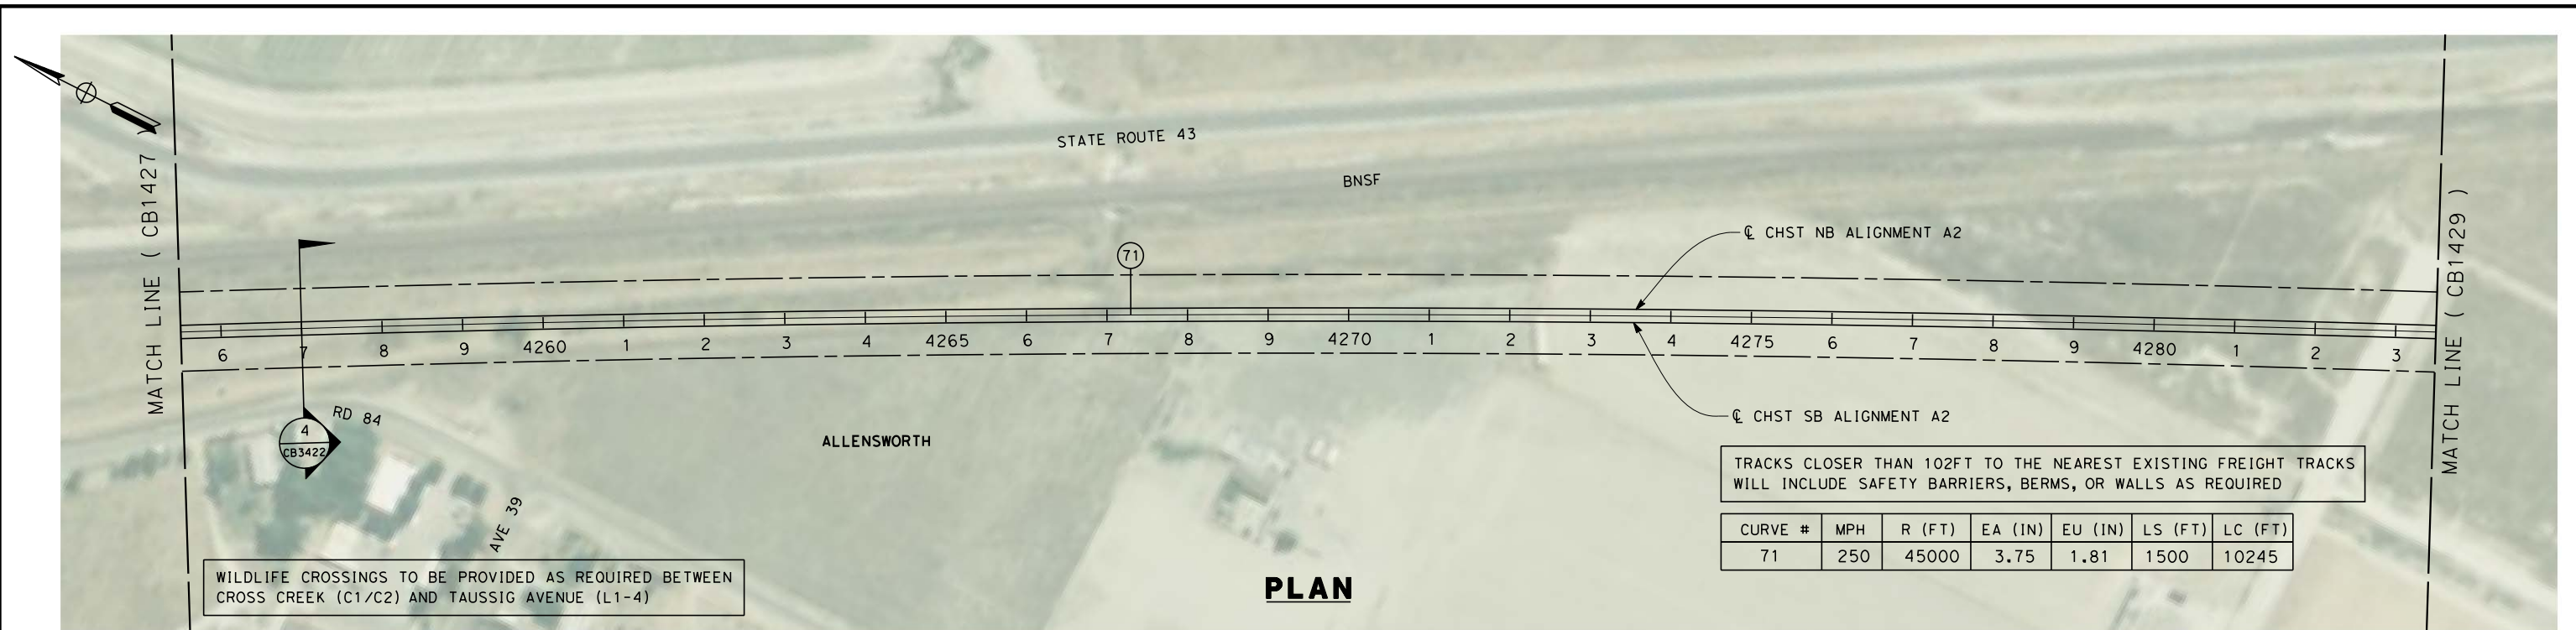 STATE ROUTE 43
BNSF
MATCH LINE ( CB1427 )
MATCH LINE ( CB1429 )
71
℄ CHST NB ALIGNMENT A2
6 7 8 9 4260 1 2 3 4 4265 6 7 8 9 4270 1 2 3 4 4275 6 7 8 9 4280 1 2 3
℄ CHST SB ALIGNMENT A2
RD 84
4
CB3422
ALLENSWORTH
AVE 39
TRACKS CLOSER THAN 102FT TO THE NEAREST EXISTING FREIGHT TRACKS
WILL INCLUDE SAFETY BARRIERS, BERMS, OR WALLS AS REQUIRED
CURVE # MPH R (FT) EA (IN) EU (IN) LS (FT) LC (FT)
71 250 45000 3.75 1.81 1500 10245
WILDLIFE CROSSINGS TO BE PROVIDED AS REQUIRED BETWEEN
CROSS CREEK (C1/C2) AND TAUSSIG AVENUE (L1-4)
PLAN